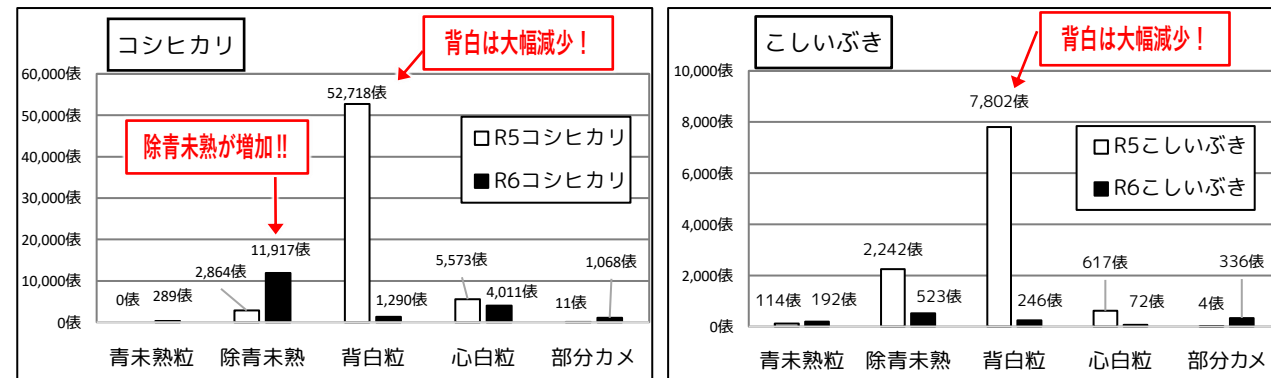 コシヒカリ
背白は大幅減少！
60,000俵
50,000俵
40,000俵
30,000俵
20,000俵
10,000俵
0俵
52,718俵
除青未熟が増加!!
R5コシヒカリ
R6コシヒカリ
11,917俵
2,864俵
5,573俵
1,068俵
0俵
289俵
1,290俵
4,011俵
11俵
青未熟粒
除青未熟
背白粒
心白粒
部分カメ
こしいぶき
背白は大幅減少！
10,000俵
8,000俵
6,000俵
4,000俵
2,000俵
0俵
7,802俵
R5こしいぶき
R6こしいぶき
2,242俵
617俵
336俵
114俵
192俵
523俵
246俵
72俵
4俵
青未熟粒
除青未熟
背白粒
心白粒
部分カメ